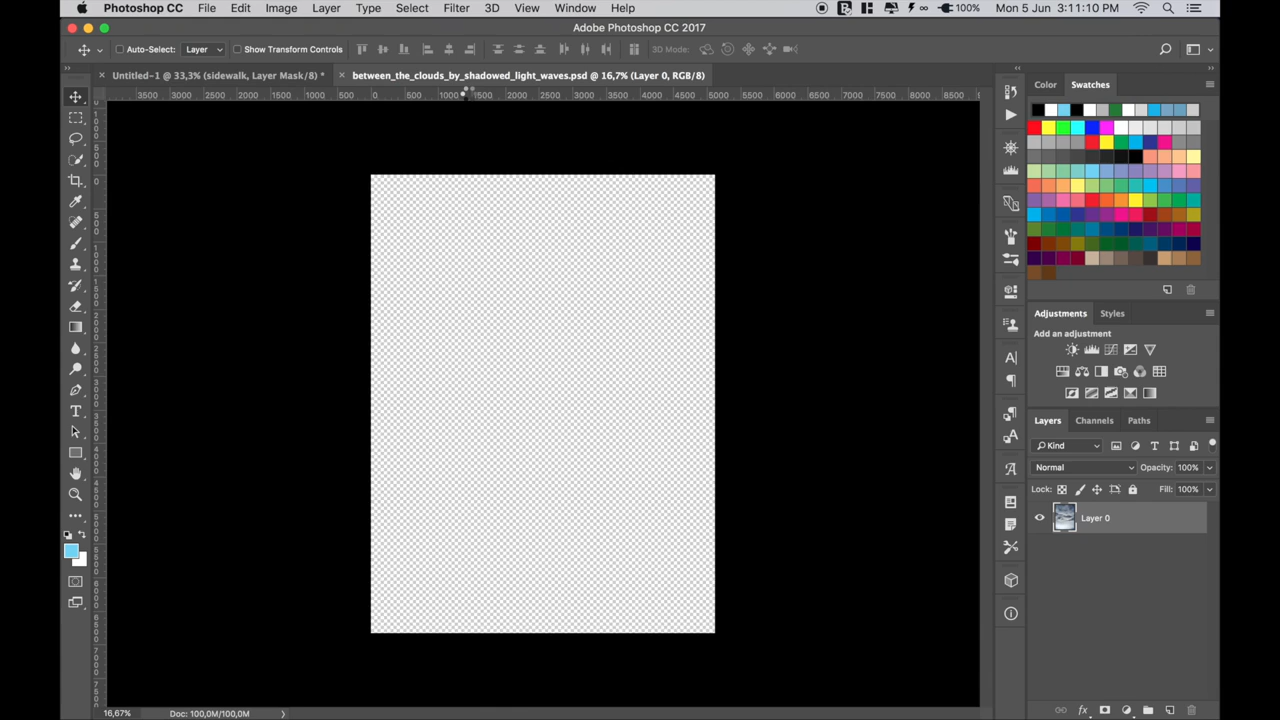 Photoshop CC File Edit Image Layer Type Select Filter 3D View Window Help 100% Mon 5 Jun 3:11:10 PM
Adobe Photoshop CC 2017
Auto-Select: Layer Show Transform Controls 3D Mode:
Untitled-1 @ 33,3% (sidewalk, Layer Mask/8) * between_the_clouds_by_shadowed_light_waves.psd @ 16,7% (Layer 0, RGB/8)
3500 3000 2500 2000 1500 1000 500 0 500 1000 1500 2000 2500 3000 3500 4000 4500 5000 5500 6000 6500 7000 7500 8000 8500 9
Color Swatches
Adjustments Styles
Add an adjustment
Layers Channels Paths
Kind
Normal Opacity: 100%
Lock: Fill: 100%
Layer 0
fx
16,67% Doc: 100,0M/100,0M